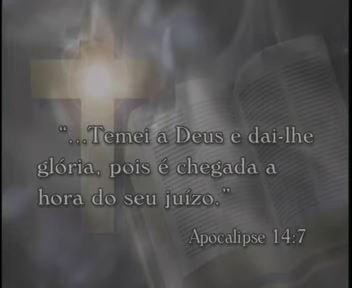 "...Temei a Deus e dai-lhe
glória, pois é chegada a
hora do seu juízo."
Apocalipse 14:7